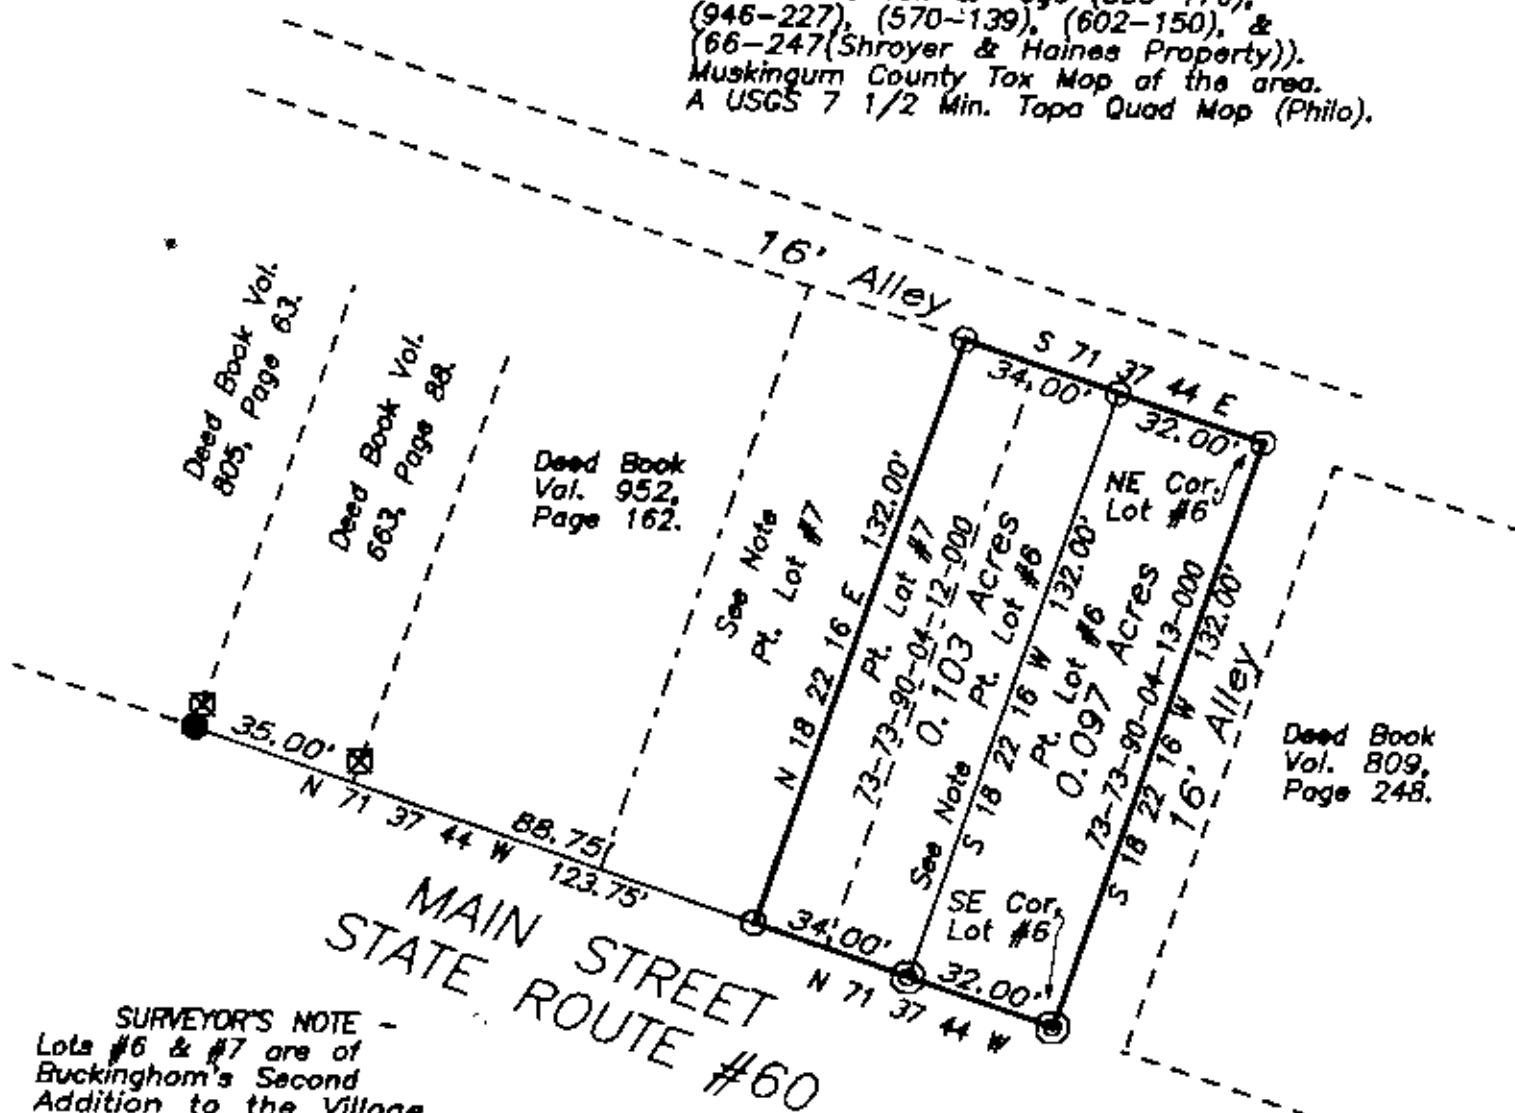 (946-227), (570-139), (602-150), &
(66-247(Shroyer & Haines Property)).
Muskingum County Tax Map of the area.
A USGS 7 1/2 Min. Topo Quad Map (Philo).
16' Alley
Deed Book Vol.
805, Page 63.
Deed Book Vol.
663, Page 88.
Deed Book
Vol. 952,
Page 162.
See Note
Pt. Lot #7
N 18 22 16 E 132.00'
S 71 37 44 E
34.00'
32.00'
NE Cor.
Lot #6
Pt. Lot #7
73-73-90-04-12-000
0.103 Acres
See Note Pt. Lot #6
S 18 22 16 W 132.00'
Pt. Lot #6
0.097 Acres
73-73-90-04-13-000
S 18 22 16 W 132.00'
16' Alley
Deed Book
Vol. 809,
Page 248.
35.00'
N 71 37 44 W 123.75'
88.75'
34.00'
32.00'
N 71 37 44 W
SE Cor.
Lot #6
MAIN STREET
STATE ROUTE #60
SURVEYOR'S NOTE -
Lots #6 & #7 are of
Buckingham's Second
Addition to the Village